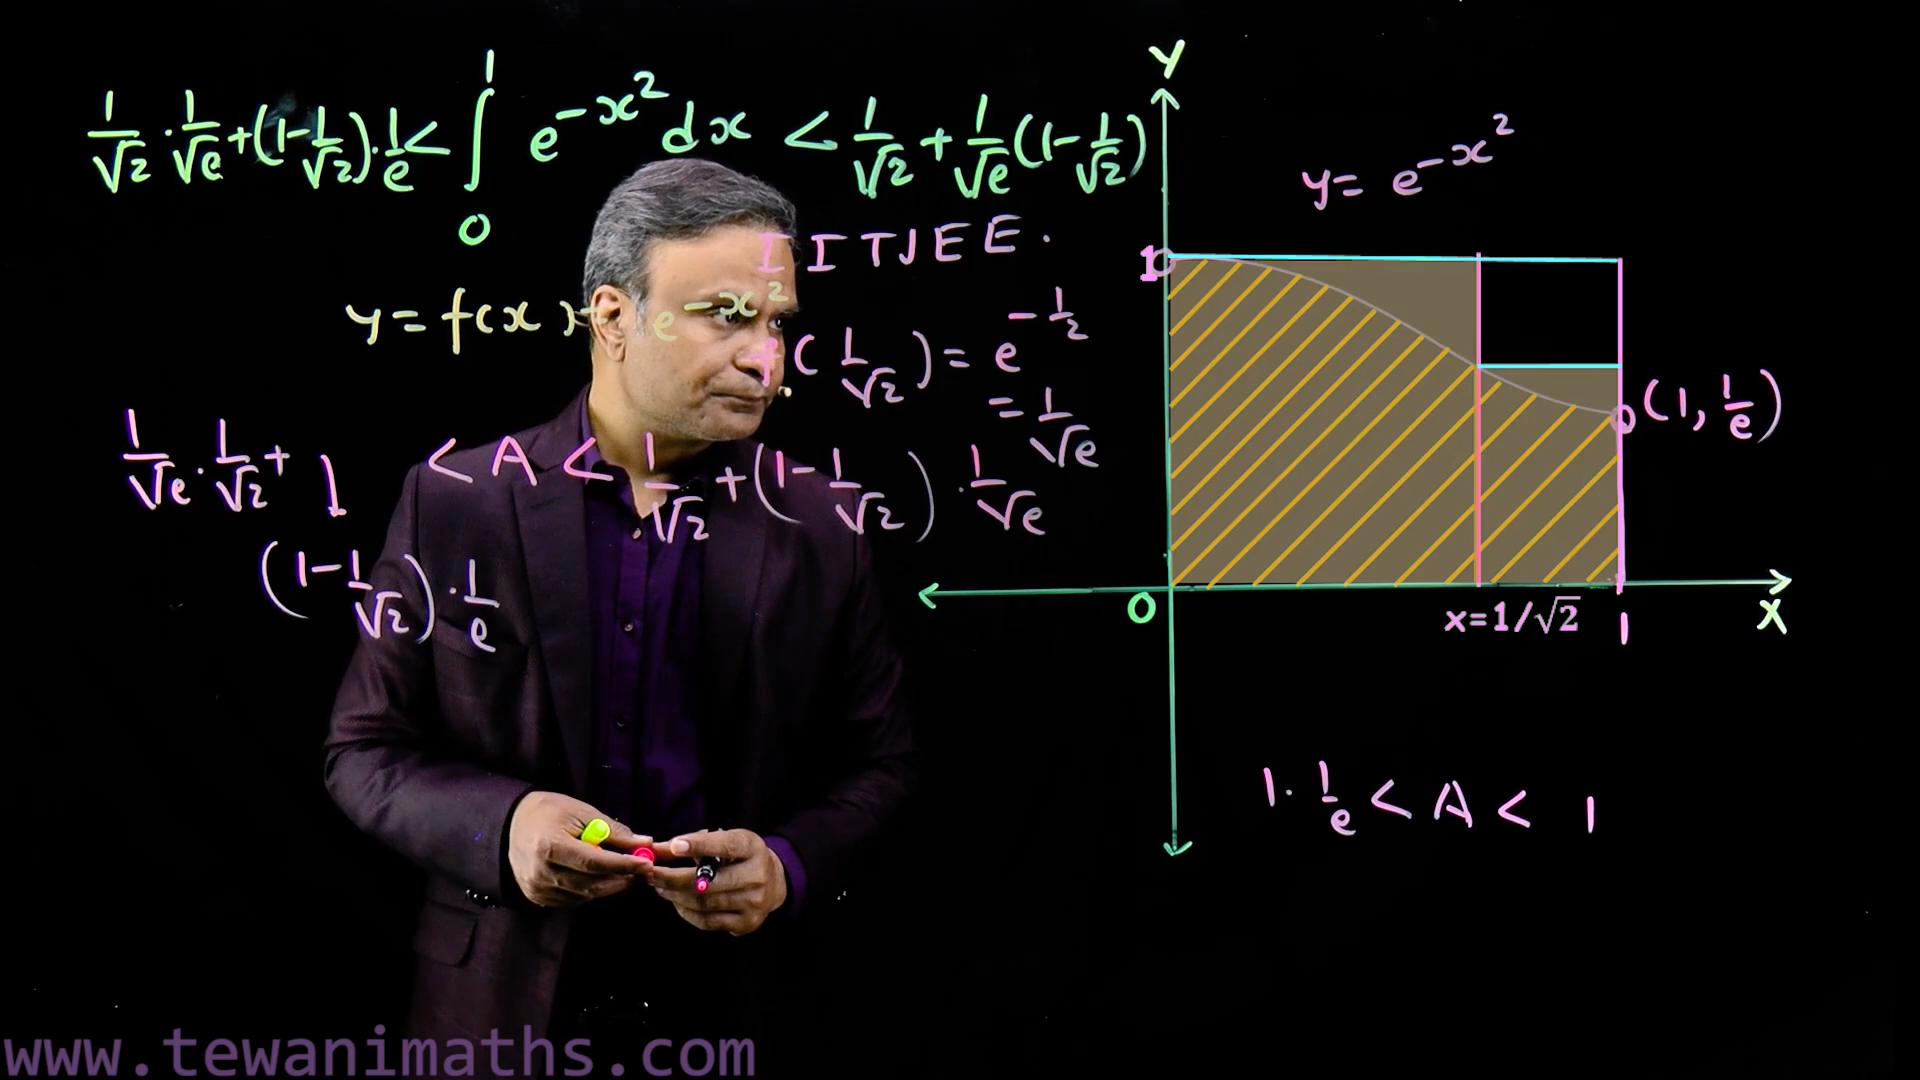 1/√2 · 1/√e + (1 - 1/√2) · 1/e < ∫₀¹ e^(-x²) dx < 1/√2 + 1/√e (1 - 1/√2)
IITJEE.
y = f(x) = e^(-x²)
f(1/√2) = e^(-1/2)
= 1/√e
1/√e · 1/√2 + 1 < A < 1/√2 + (1 - 1/√2) · 1/√e
(1 - 1/√2) · 1/e
Y
y = e^(-x²)
1
(1, 1/e)
O
x=1/√2
1
X
1 · 1/e < A < 1
www.tewanimaths.com